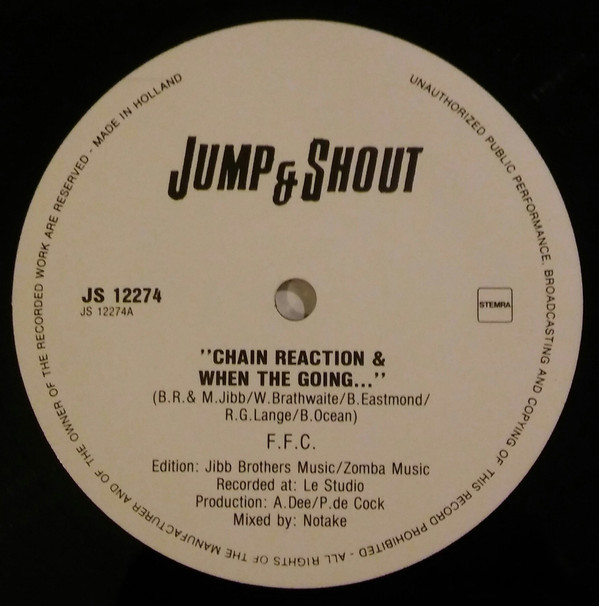 UNAUTHORIZED PUBLIC PERFORMANCE, BROADCASTING AND COPYING OF THIS RECORD PROHIBITED - ALL RIGHTS OF THE MANUFACTURER AND OF THE OWNER OF THE RECORDED WORK ARE RESERVED - MADE IN HOLLAND
JUMP & SHOUT
JS 12274
JS 12274A
STEMRA
"CHAIN REACTION &
WHEN THE GOING..."
(B.R.& M.Jibb/W.Brathwaite/B.Eastmond/
R.G.Lange/B.Ocean)
F.F.C.
Edition: Jibb Brothers Music/Zomba Music
Recorded at: Le Studio
Production: A.Dee/P.de Cock
Mixed by: Notake